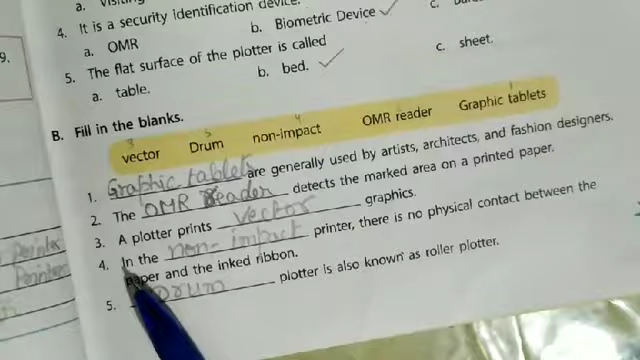 a.
4. It is a security identification device.
a. OMR
b. Biometric Device ✓
c.
5. The flat surface of the plotter is called
a. table.
b. bed. ✓
c. sheet.
B. Fill in the blanks.
vector Drum non-impact OMR reader Graphic tablets
1. Graphic tablets are generally used by artists, architects, and fashion designers.
2. The OMR Reader detects the marked area on a printed paper.
3. A plotter prints vector graphics.
4. In the non-impact printer, there is no physical contact between the
paper and the inked ribbon.
5. Drum plotter is also known as roller plotter.
9.
Printer